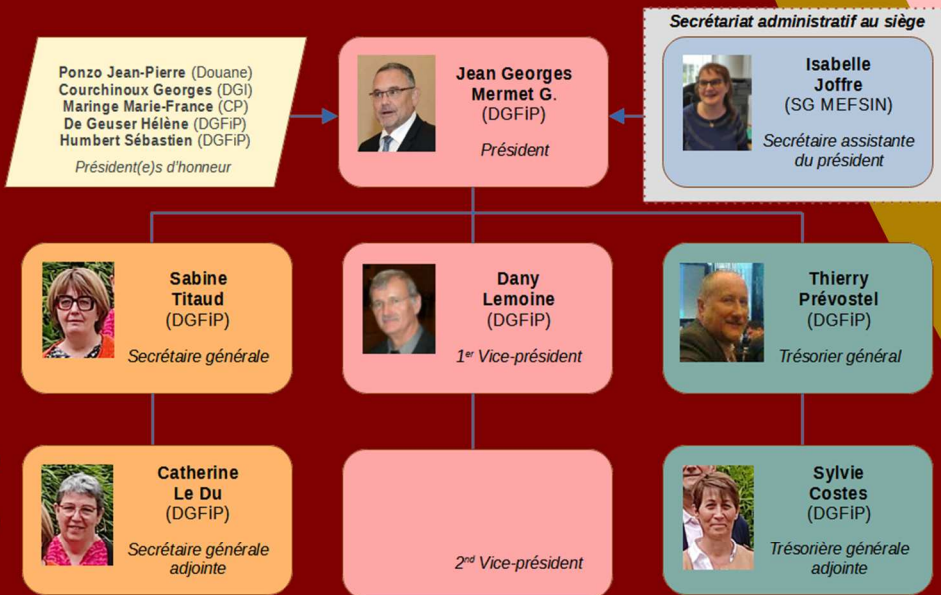 Secrétariat administratif au siège
Ponzo Jean-Pierre (Douane)
Courchinoux Georges (DGI)
Maringe Marie-France (CP)
De Geuser Hélène (DGFiP)
Humbert Sébastien (DGFiP)
Président(e)s d'honneur
Jean Georges
Mermet G.
(DGFiP)
Président
Isabelle
Joffre
(SG MEFSIN)
Secrétaire assistante
du président
Sabine
Titaud
(DGFiP)
Secrétaire générale
Dany
Lemoine
(DGFiP)
1er Vice-président
Thierry
Prévostel
(DGFiP)
Trésorier général
Catherine
Le Du
(DGFiP)
Secrétaire générale
adjointe
2nd Vice-président
Sylvie
Costes
(DGFiP)
Trésorière générale
adjointe